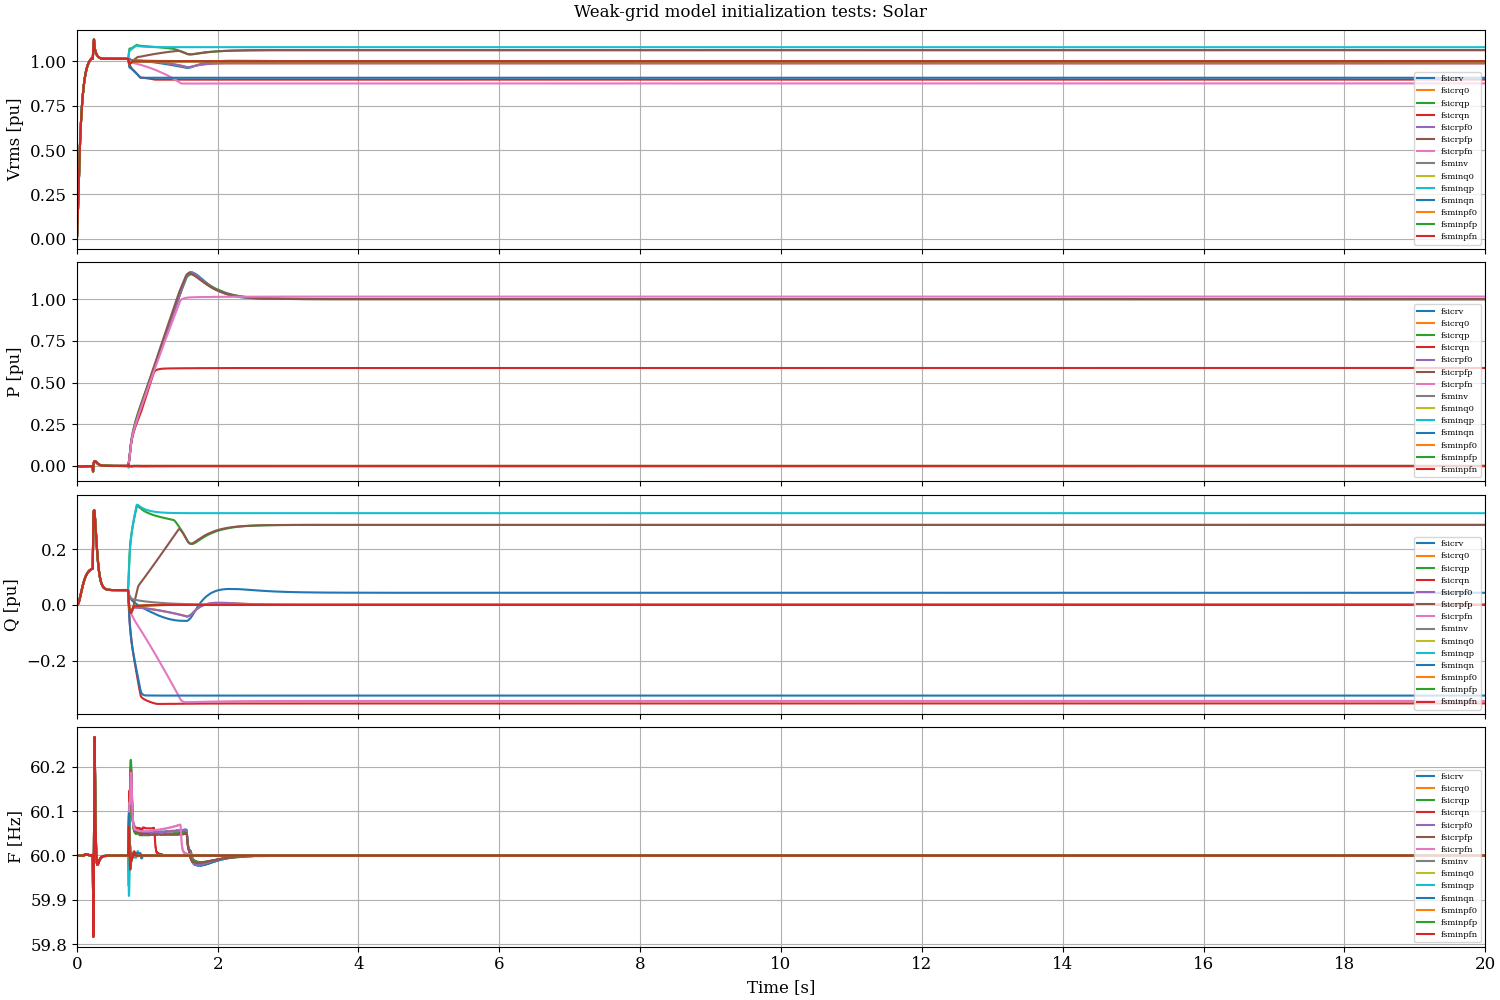 Weak-grid model initialization tests: Solar
Vrms [pu]
1.00
0.75
0.50
0.25
0.00
fsicrv
fsicrq0
fsicrqp
fsicrqn
fsicrpf0
fsicrpfp
fsicrpfn
fsminv
fsminq0
fsminqp
fsminqn
fsminpf0
fsminpfp
fsminpfn
P [pu]
1.00
0.75
0.50
0.25
0.00
fsicrv
fsicrq0
fsicrqp
fsicrqn
fsicrpf0
fsicrpfp
fsicrpfn
fsminv
fsminq0
fsminqp
fsminqn
fsminpf0
fsminpfp
fsminpfn
Q [pu]
0.2
0.0
−0.2
fsicrv
fsicrq0
fsicrqp
fsicrqn
fsicrpf0
fsicrpfp
fsicrpfn
fsminv
fsminq0
fsminqp
fsminqn
fsminpf0
fsminpfp
fsminpfn
F [Hz]
60.2
60.1
60.0
59.9
59.8
fsicrv
fsicrq0
fsicrqp
fsicrqn
fsicrpf0
fsicrpfp
fsicrpfn
fsminv
fsminq0
fsminqp
fsminqn
fsminpf0
fsminpfp
fsminpfn
0 2 4 6 8 10 12 14 16 18 20
Time [s]